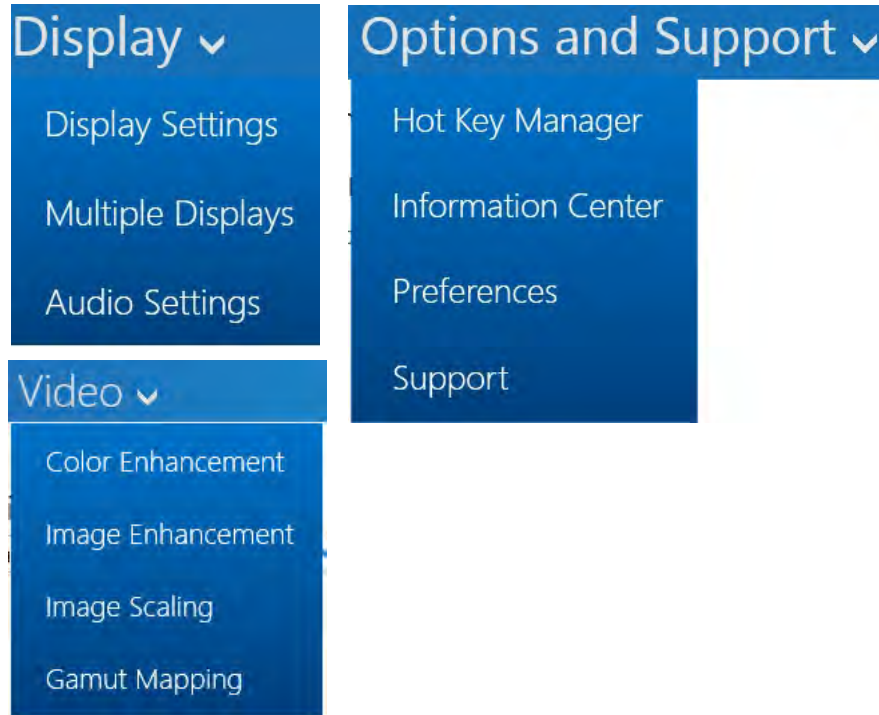 Display
Display Settings
Multiple Displays
Audio Settings
Options and Support
Hot Key Manager
Information Center
Preferences
Support
Video
Color Enhancement
Image Enhancement
Image Scaling
Gamut Mapping